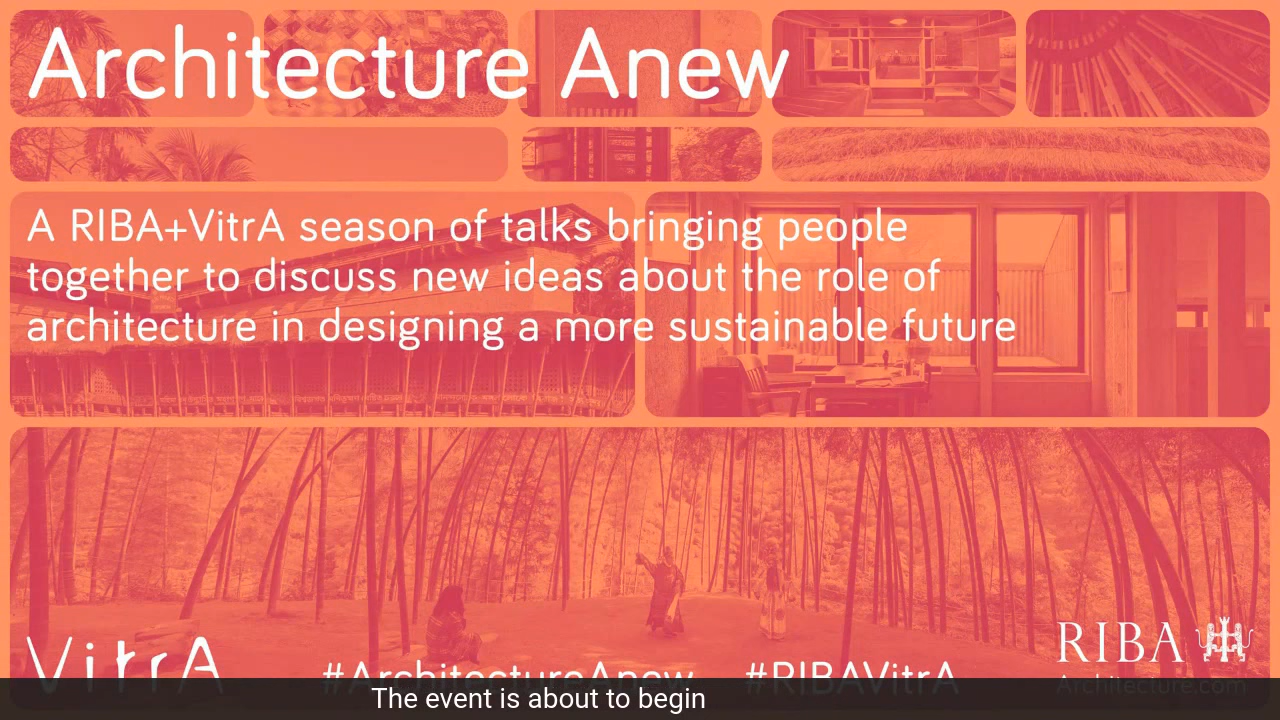 Architecture Anew
A RIBA+VitrA season of talks bringing people
together to discuss new ideas about the role of
architecture in designing a more sustainable future
VitrA
#ArchitectureAnew
#RIBAVitrA
RIBA
Architecture.com
The event is about to begin